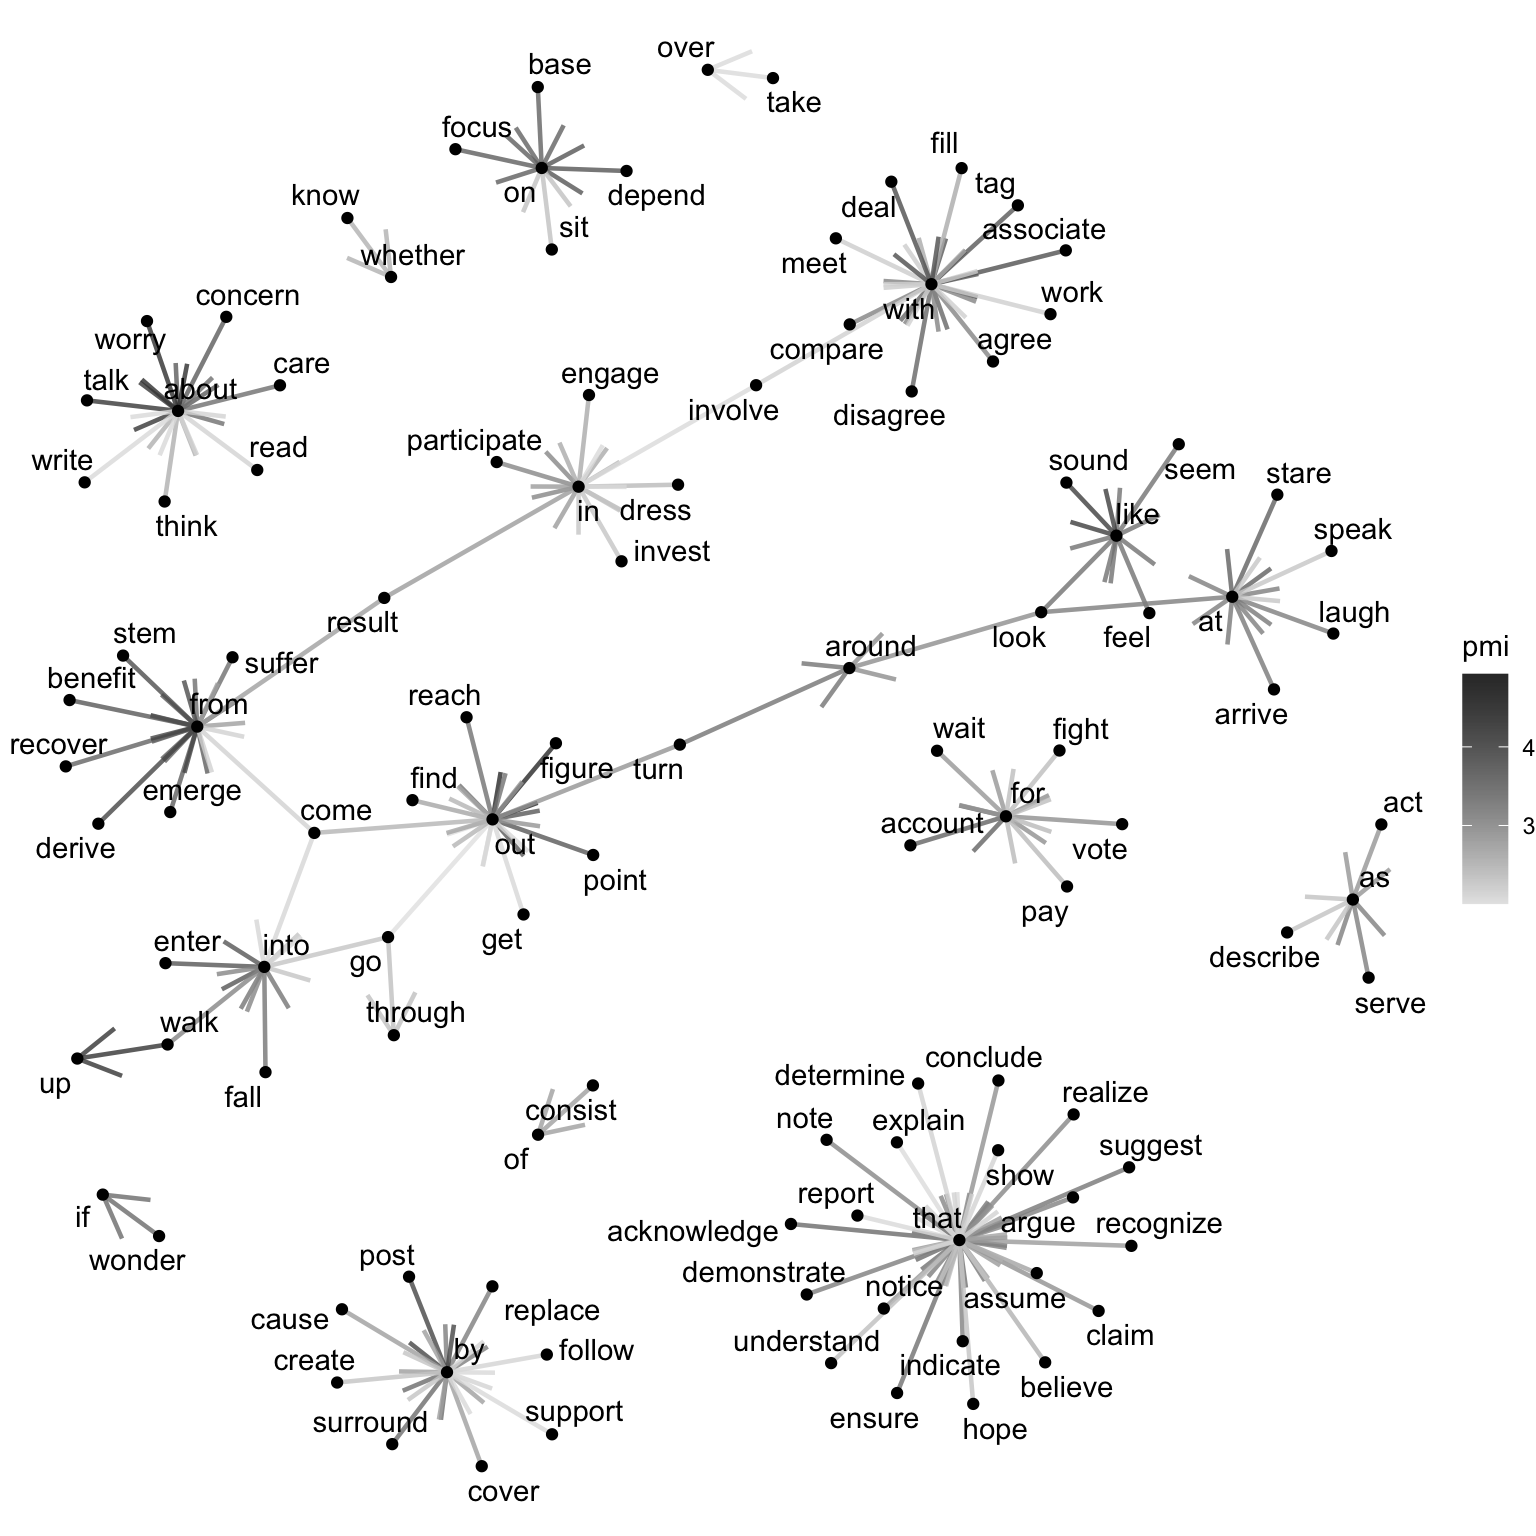 over
base
take
focus
fill
tag
know
on
depend
deal
sit
associate
whether
meet
concern
work
with
worry
agree
compare
care
talk
about
engage
involve
disagree
participate
read
write
sound
seem
stare
in
dress
like
think
speak
invest
result
look
feel
at
laugh
stem
suffer
around
benefit
from
reach
arrive
pmi
recover
wait
fight
figure
turn
find
4
emerge
come
for
act
account
3
derive
out
vote
point
as
pay
enter
into
get
go
describe
walk
through
serve
up
fall
conclude
determine
realize
consist
note
explain
suggest
of
show
report
if
that
argue
recognize
acknowledge
wonder
post
demonstrate
notice
assume
cause
replace
claim
by
follow
understand
create
indicate
believe
surround
support
ensure
hope
cover